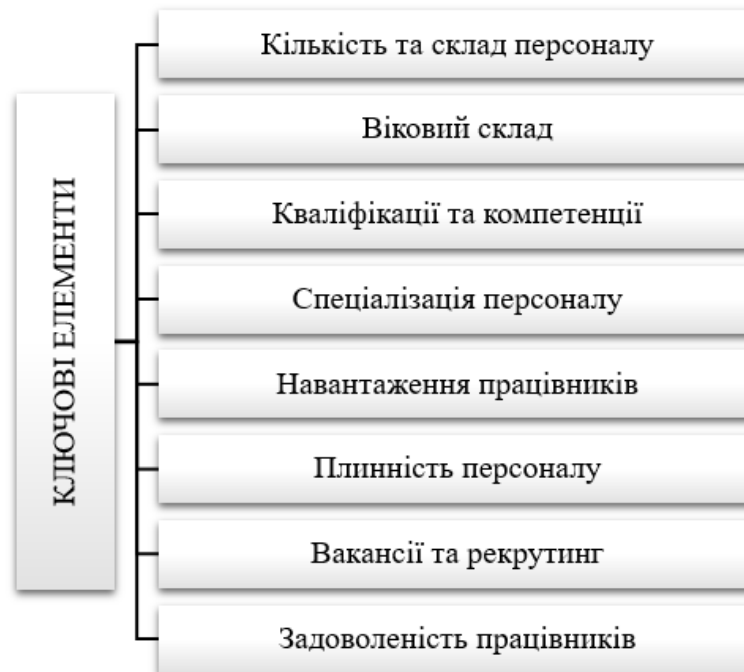 КЛЮЧОВІ ЕЛЕМЕНТИ
Кількість та склад персоналу
Віковий склад
Кваліфікації та компетенції
Спеціалізація персоналу
Навантаження працівників
Плинність персоналу
Вакансії та рекрутинг
Задоволеність працівників